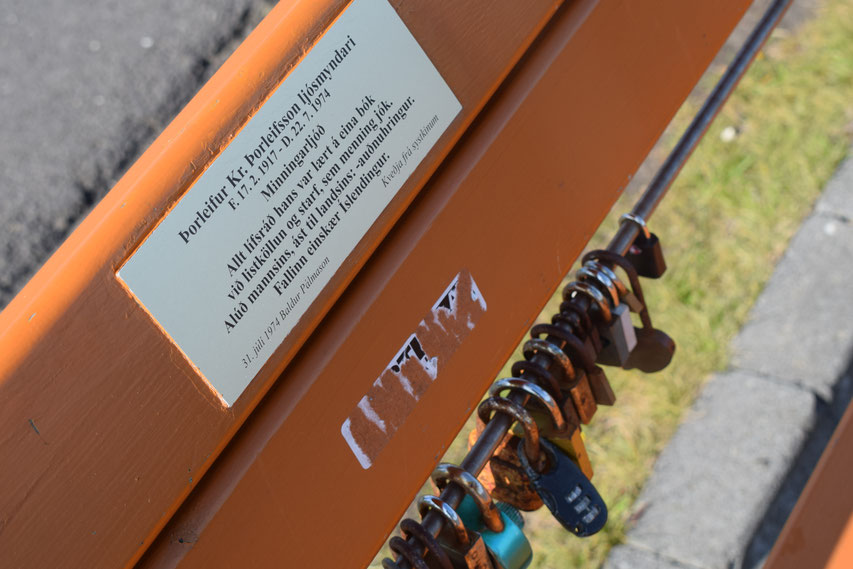 Þorleifur Kr. Þorleifsson ljósmyndari
F. 17. 2. 1917 - D. 22. 7. 1974
Minningarljóð
Allt lífsráð hans var lært á eina bók
við listköllun og starf, sem menning jók.
Alúð mannsins, ást til landsins: -auðnuhringur.
Fallinn einskær Íslendingur.
Kveðja frá systkinum
31. júlí 1974 Baldur Pálmason